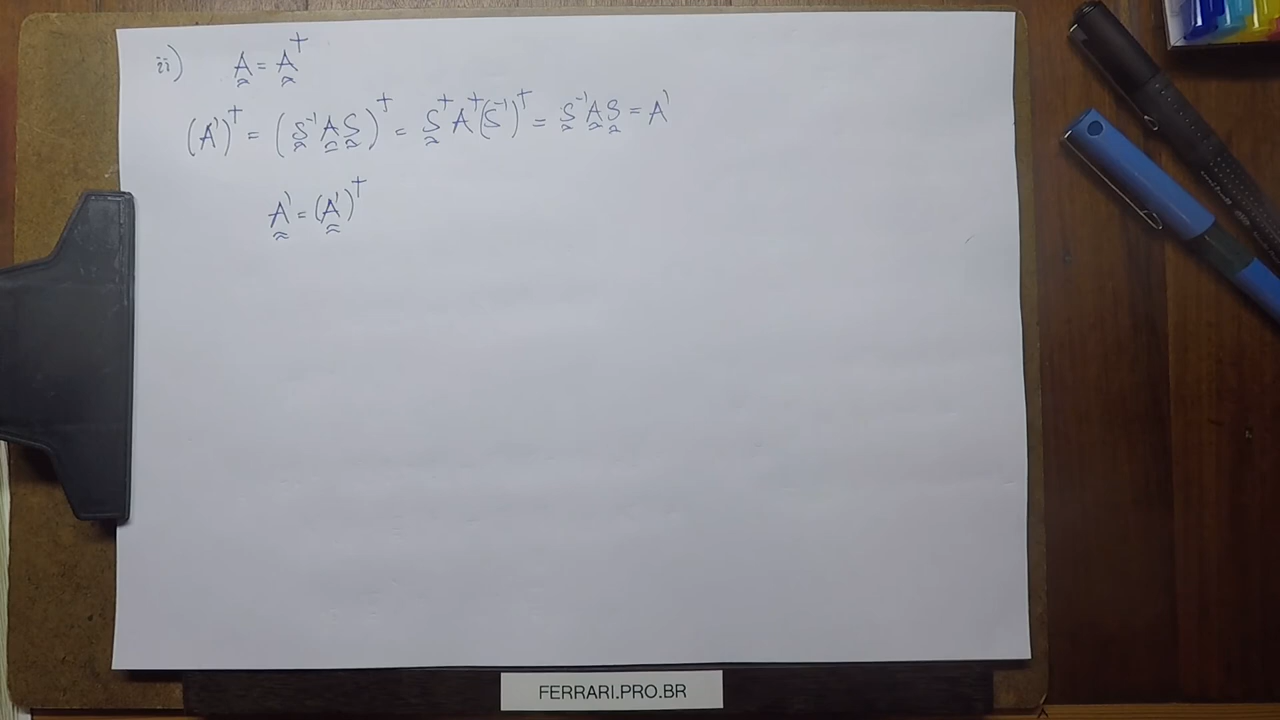 ii) A = A†
(A')† = (S⁻¹AS)† = S†A†(S⁻¹)† = S⁻¹AS = A'
A' = (A')†
FERRARI.PRO.BR